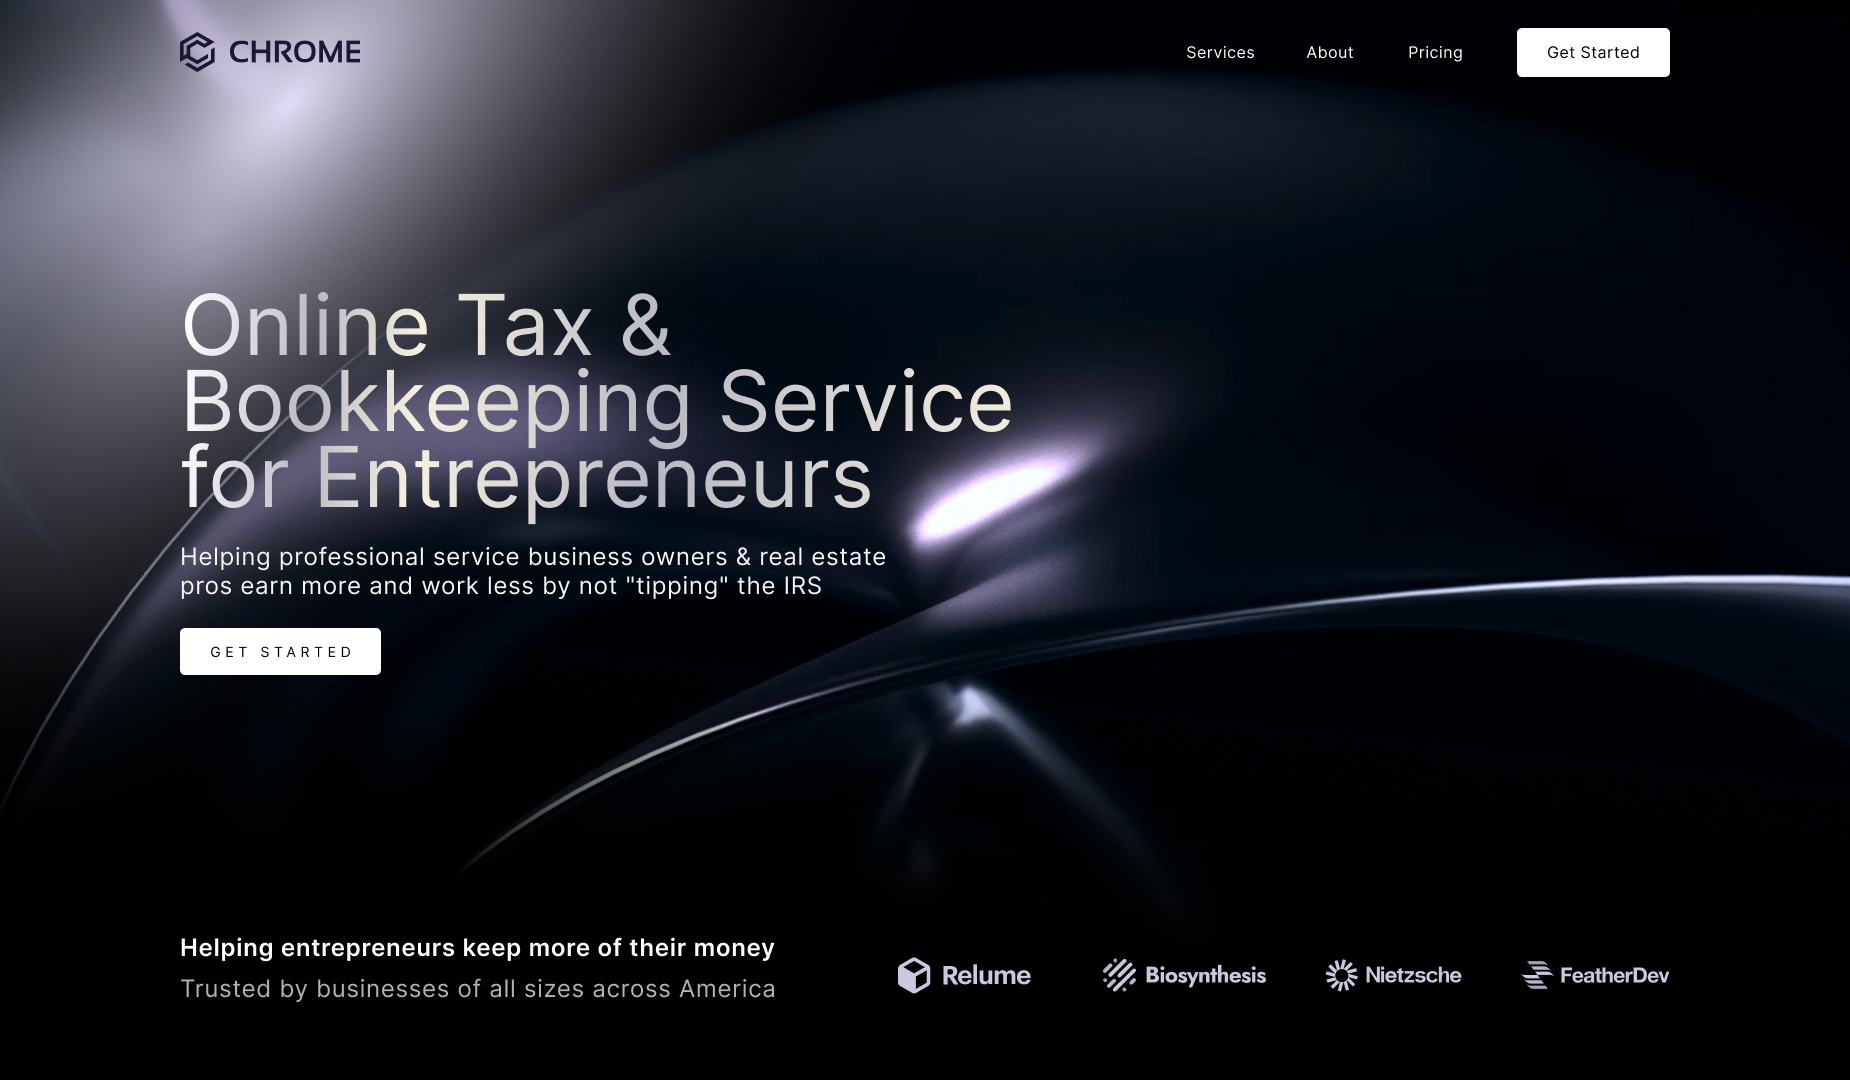 CHROME
Services
About
Pricing
Get Started
Online Tax &
Bookkeeping Service
for Entrepreneurs
Helping professional service business owners & real estate
pros earn more and work less by not "tipping" the IRS
GET STARTED
Helping entrepreneurs keep more of their money
Trusted by businesses of all sizes across America
Relume
Biosynthesis
Nietzsche
FeatherDev